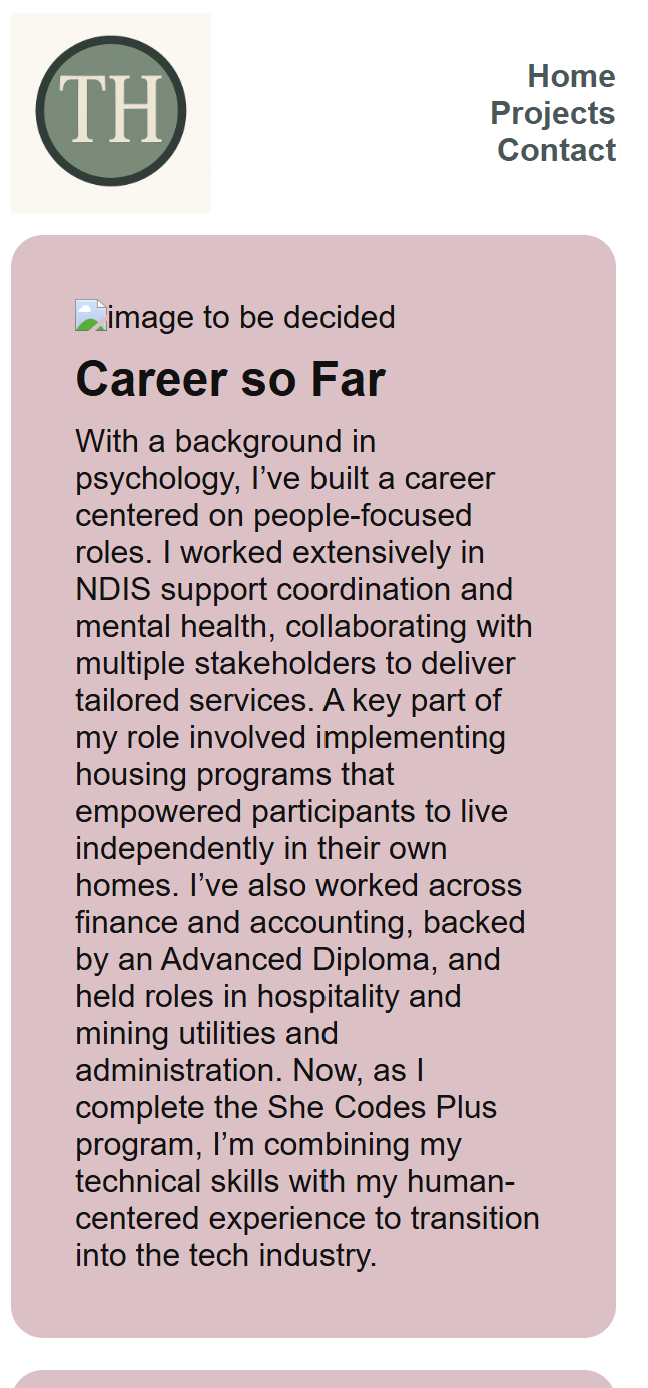 TH
Home
Projects
Contact
image to be decided
Career so Far
With a background in
psychology, I’ve built a career
centered on people-focused
roles. I worked extensively in
NDIS support coordination and
mental health, collaborating with
multiple stakeholders to deliver
tailored services. A key part of
my role involved implementing
housing programs that
empowered participants to live
independently in their own
homes. I’ve also worked across
finance and accounting, backed
by an Advanced Diploma, and
held roles in hospitality and
mining utilities and
administration. Now, as I
complete the She Codes Plus
program, I’m combining my
technical skills with my human-
centered experience to transition
into the tech industry.